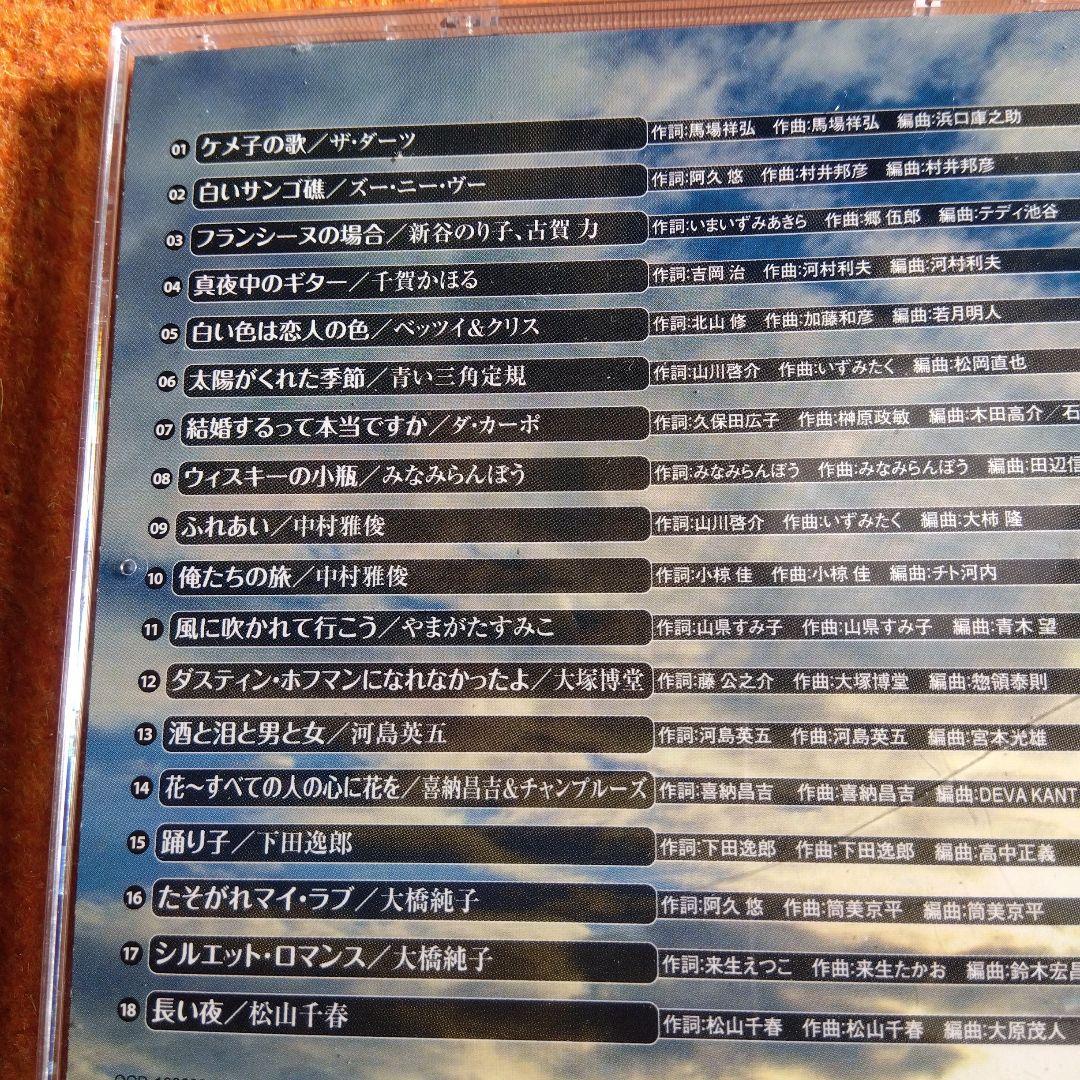 01 ケメ子の歌／ザ・ダーツ 作詞:馬場祥弘 作曲:馬場祥弘 編曲:浜口庫之助
02 白いサンゴ礁／ズー・ニー・ヴー 作詞:阿久 悠 作曲:村井邦彦 編曲:村井邦彦
03 フランシーヌの場合／新谷のり子、古賀 力 作詞:いまいずみあきら 作曲:郷 伍郎 編曲:テディ池谷
04 真夜中のギター／千賀かほる 作詞:吉岡 治 作曲:河村利夫 編曲:河村利夫
05 白い色は恋人の色／ベッツイ&クリス 作詞:北山 修 作曲:加藤和彦 編曲:若月明人
06 太陽がくれた季節／青い三角定規 作詞:山川啓介 作曲:いずみたく 編曲:松岡直也
07 結婚するって本当ですか／ダ・カーポ 作詞:久保田広子 作曲:榊原政敏 編曲:木田高介／石
08 ウィスキーの小瓶／みなみらんぼう 作詞:みなみらんぼう 作曲:みなみらんぼう 編曲:田辺信
09 ふれあい／中村雅俊 作詞:山川啓介 作曲:いずみたく 編曲:大柿 隆
10 俺たちの旅／中村雅俊 作詞:小椋 佳 作曲:小椋 佳 編曲:チト河内
11 風に吹かれて行こう／やまがたすみこ 作詞:山県すみ子 作曲:山県すみ子 編曲:青木 望
12 ダスティン・ホフマンになれなかったよ／大塚博堂 作詞:藤 公之介 作曲:大塚博堂 編曲:惣領泰則
13 酒と泪と男と女／河島英五 作詞:河島英五 作曲:河島英五 編曲:宮本光雄
14 花〜すべての人の心に花を／喜納昌吉&チャンプルーズ 作詞:喜納昌吉 作曲:喜納昌吉 編曲:DEVA KANT
15 踊り子／下田逸郎 作詞:下田逸郎 作曲:下田逸郎 編曲:高中正義
16 たそがれマイ・ラブ／大橋純子 作詞:阿久 悠 作曲:筒美京平 編曲:筒美京平
17 シルエット・ロマンス／大橋純子 作詞:来生えつこ 作曲:来生たかお 編曲:鈴木宏昌
18 長い夜／松山千春 作詞:松山千春 作曲:松山千春 編曲:大原茂人